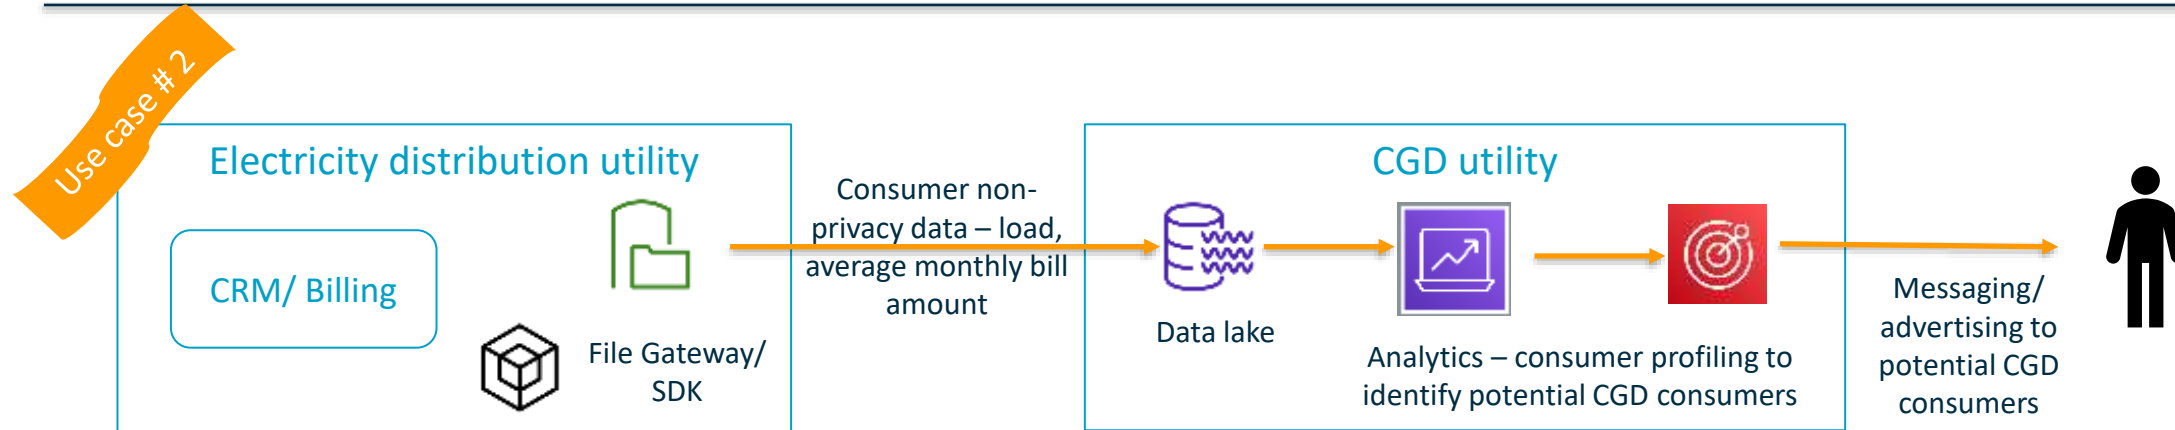 Use case # 2
Electricity distribution utility
CRM/ Billing
File Gateway/
SDK
Consumer non-
privacy data – load,
average monthly bill
amount
CGD utility
Data lake
Analytics – consumer profiling to
identify potential CGD consumers
Messaging/
advertising to
potential CGD
consumers